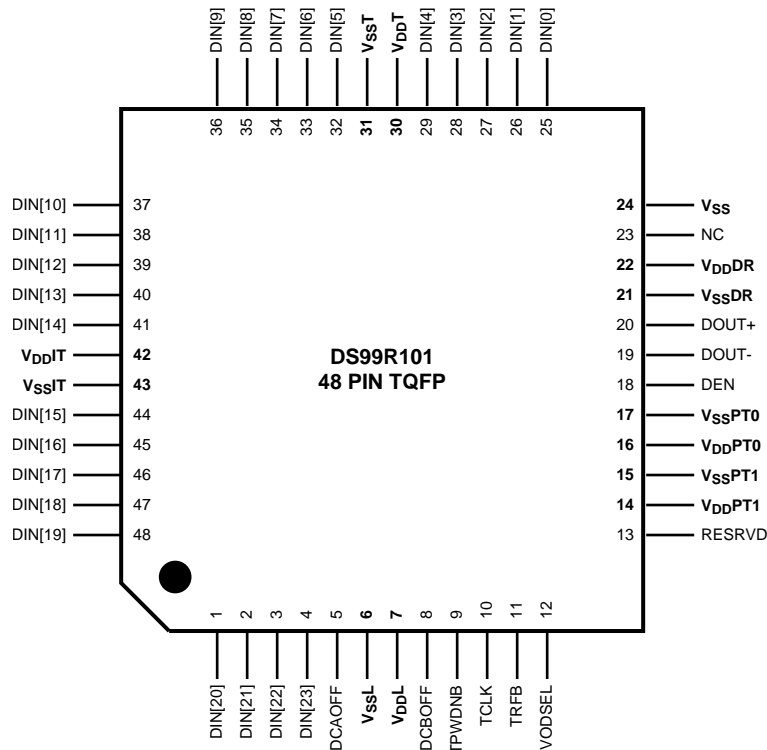 DIN[9]
DIN[8]
DIN[7]
DIN[6]
DIN[5]
VSST
VDDT
DIN[4]
DIN[3]
DIN[2]
DIN[1]
DIN[0]
36
35
34
33
32
31
30
29
28
27
26
25
DIN[10] 37
DIN[11] 38
DIN[12] 39
DIN[13] 40
DIN[14] 41
VDDIT 42
VSSIT 43
DIN[15] 44
DIN[16] 45
DIN[17] 46
DIN[18] 47
DIN[19] 48
DS99R101
48 PIN TQFP
24 VSS
23 NC
22 VDDDR
21 VSSDR
20 DOUT+
19 DOUT-
18 DEN
17 VSSPT0
16 VDDPT0
15 VSSPT1
14 VDDPT1
13 RESRVD
1
2
3
4
5
6
7
8
9
10
11
12
DIN[20]
DIN[21]
DIN[22]
DIN[23]
DCAOFF
VSSL
VDDL
DCBOFF
TPWDNB
TCLK
TRFB
VODSEL